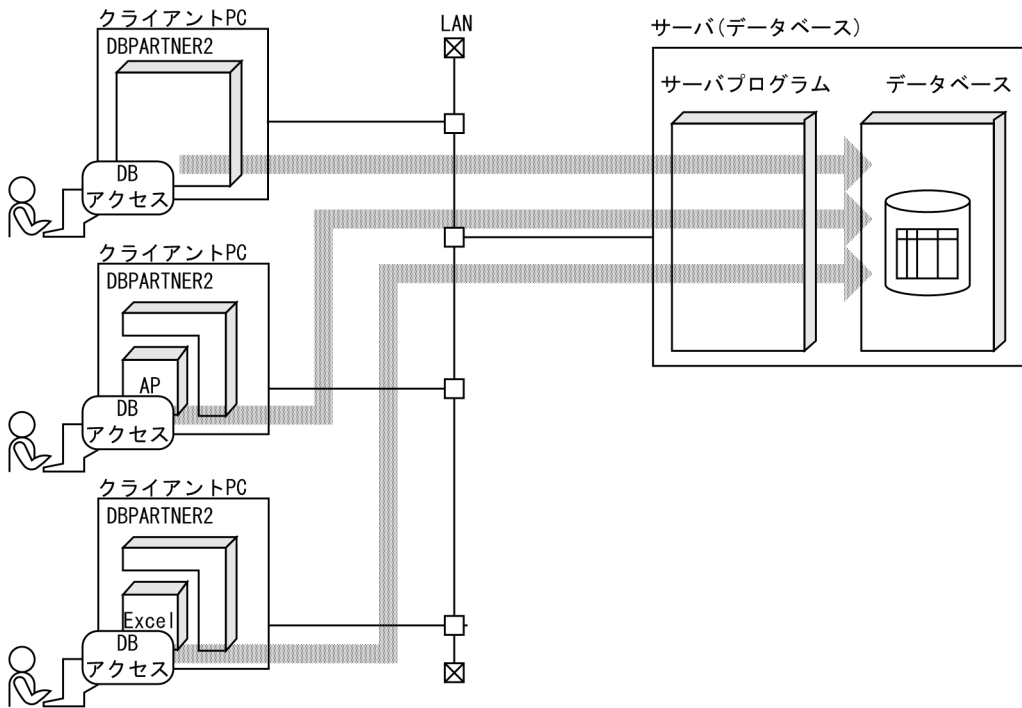 クライアントPC
DBPARTNER2
DB
アクセス
LAN
サーバ(データベース)
サーバプログラム
データベース
クライアントPC
DBPARTNER2
AP
DB
アクセス
クライアントPC
DBPARTNER2
Excel
DB
アクセス